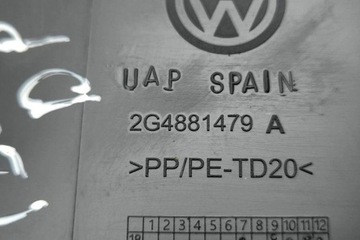 UAP SPAIN
2G4881479 A
>PP/PE-TD20<
1 2 3 4 5 6 7 8 9 10 11 12